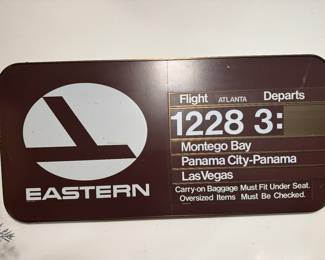 Flight ATLANTA Departs
1228 3:
Montego Bay
Panama City-Panama
Las Vegas
Carry-on Baggage Must Fit Under Seat.
Oversized Items Must Be Checked.
EASTERN